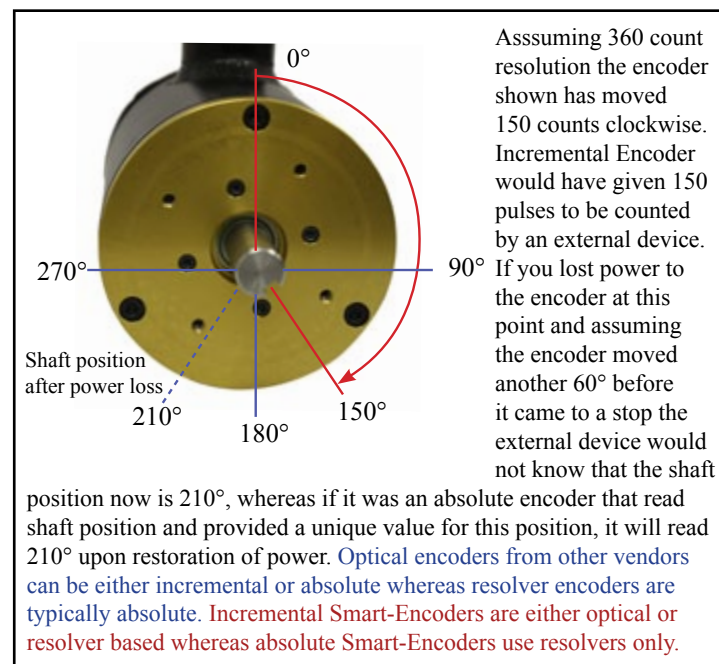 0°
Asssuming 360 count
resolution the encoder
shown has moved
150 counts clockwise.
Incremental Encoder
would have given 150
pulses to be counted
by an external device.
270°
90°
If you lost power to
the encoder at this
point and assuming
the encoder moved
another 60° before
it came to a stop the
external device would
not know that the shaft
Shaft position
after power loss
210°
180°
150°
position now is 210°, whereas if it was an absolute encoder that read
shaft position and provided a unique value for this position, it will read
210° upon restoration of power. Optical encoders from other vendors
can be either incremental or absolute whereas resolver encoders are
typically absolute. Incremental Smart-Encoders are either optical or
resolver based whereas absolute Smart-Encoders use resolvers only.